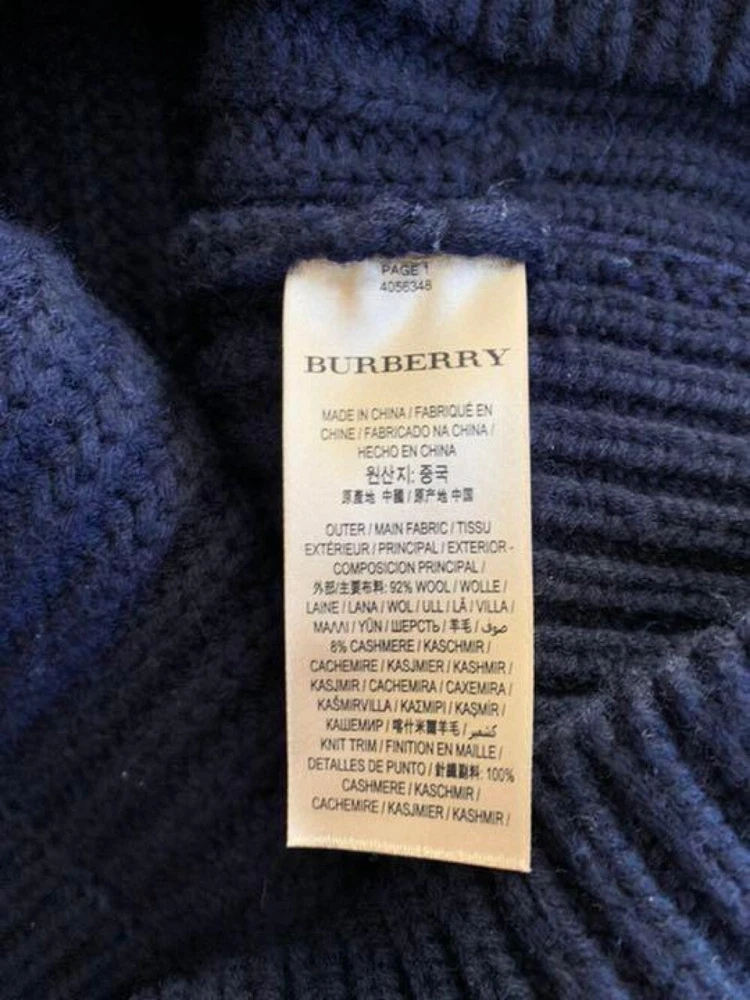 PAGE 1
4056348
BURBERRY
MADE IN CHINA / FABRIQUÉ EN
CHINE / FABRICADO NA CHINA /
HECHO EN CHINA
원산지: 중국
原產地 中國 / 原产地 中国
OUTER / MAIN FABRIC / TISSU
EXTÉRIEUR / PRINCIPAL / EXTERIOR -
COMPOSICION PRINCIPAL /
外部/主要布料: 92% WOOL / WOLLE /
LAINE / LANA / WOL / ULL / LÃ / VILLA /
ΜΑΛΛΙ / YÜN / ШЕРСТЬ / 羊毛 / صوف
8% CASHMERE / KASCHMIR /
CACHEMIRE / KASJMIER / KASHMIR /
KASJMIR / CACHEMIRA / CAXEMIRA /
KAŠMIRVILLA / ΚΑΣΜΙΡΙ / KAŞMİR /
КАШЕМИР / 喀什米爾羊毛 / كشمير
KNIT TRIM / FINITION EN MAILLE /
DETALLES DE PUNTO / 針織副料: 100%
CASHMERE / KASCHMIR /
CACHEMIRE / KASJMIER / KASHMIR /